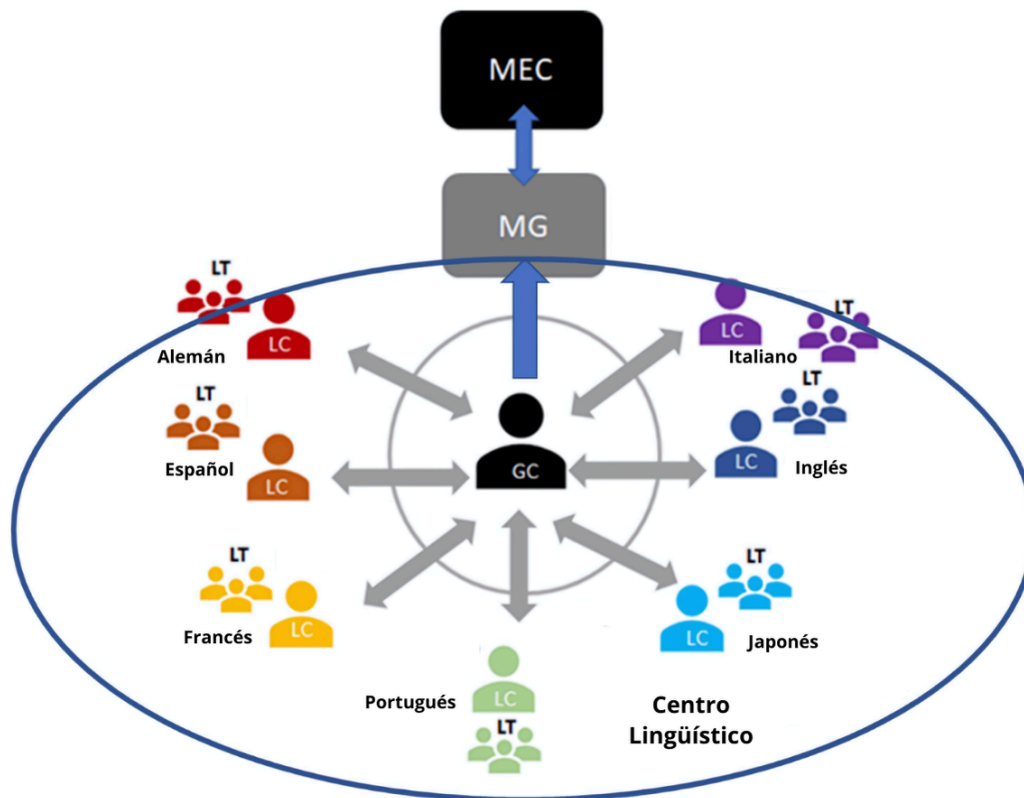 MEC
MG
LT
LC
Alemán
LC
Italiano
LT
LT
LC
Español
GC
LT
LC
Inglés
LT
LC
Francés
LT
LC
Japonés
Portugués
LC
LT
Centro
Lingüístico